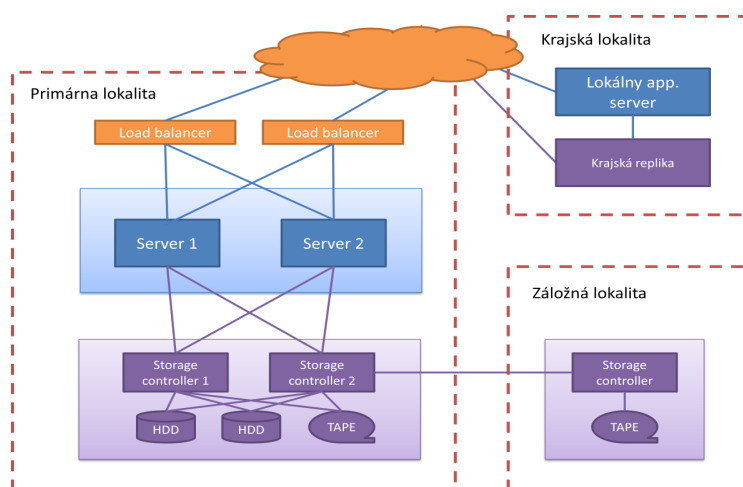 Krajská lokalita
Primárna lokalita
Lokálny app.
server
Load balancer
Load balancer
Krajská replika
Server 1
Server 2
Záložná lokalita
Storage
controller 1
Storage
controller 2
Storage
controller
HDD
HDD
TAPE
TAPE